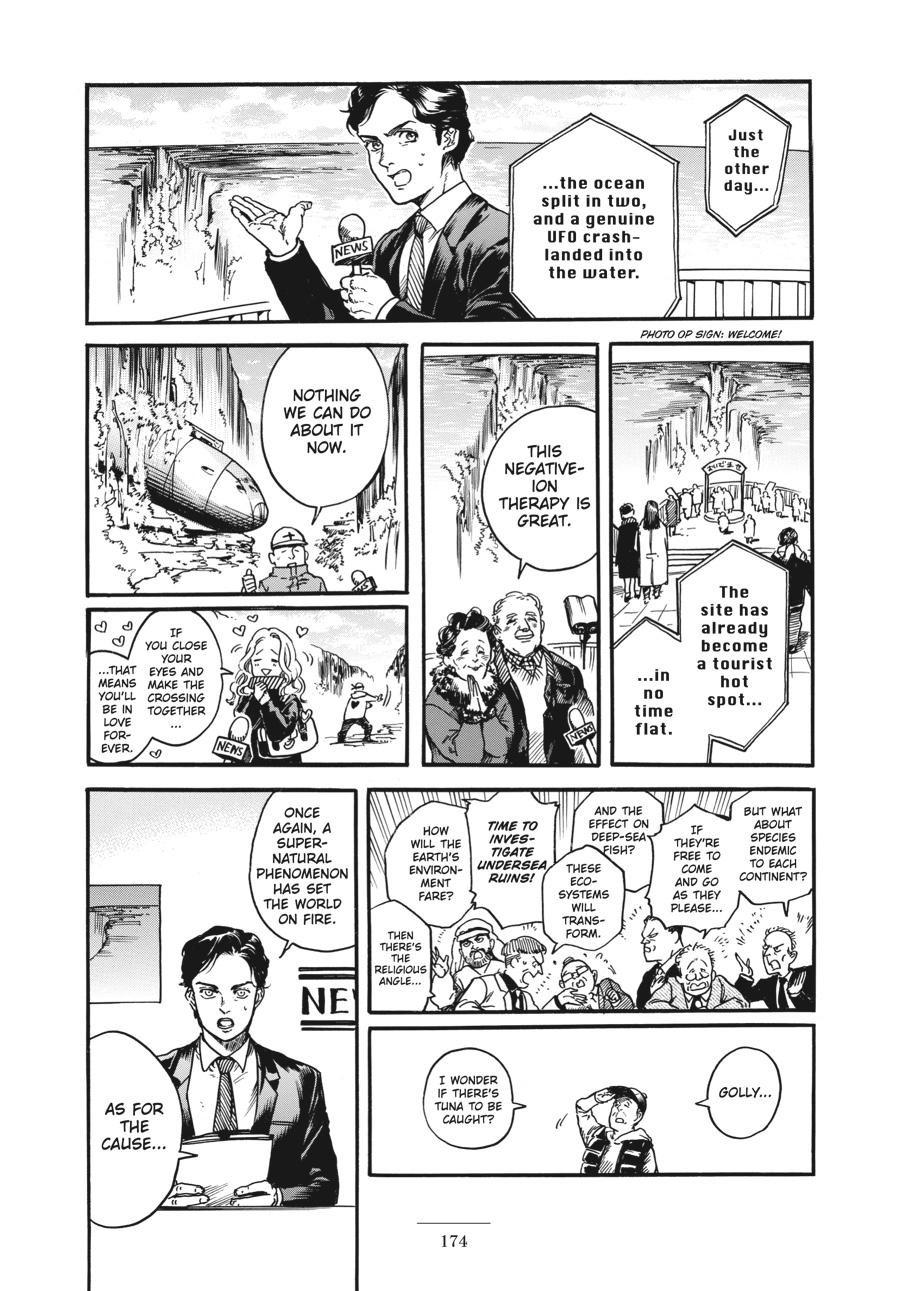 Just
the
other
day...
...the ocean
split in two,
and a genuine
UFO crash-
landed into
the water.
NEWS
PHOTO OP SIGN: WELCOME!
おいでませ
The
site has
already
become
a tourist
hot
spot...
...in
no
time
flat.
THIS
NEGATIVE-
ION
THERAPY IS
GREAT.
NEWS
NOTHING
WE CAN DO
ABOUT IT
NOW.
IF
YOU CLOSE
YOUR
EYES AND
MAKE THE
CROSSING
TOGETHER
...
...THAT
MEANS
YOU'LL
BE IN
LOVE
FOR-
EVER.
NEWS
BUT WHAT
ABOUT
SPECIES
ENDEMIC
TO EACH
CONTINENT?
IF
THEY'RE
FREE TO
COME
AND GO
AS THEY
PLEASE...
AND THE
EFFECT ON
DEEP-SEA
FISH?
THESE
ECO-
SYSTEMS
WILL
TRANS-
FORM.
TIME TO
INVES-
TIGATE
UNDERSEA
RUINS!
HOW
WILL THE
EARTH'S
ENVIRON-
MENT
FARE?
THEN
THERE'S
THE
RELIGIOUS
ANGLE...
GOLLY...
I WONDER
IF THERE'S
TUNA TO BE
CAUGHT?
ONCE
AGAIN, A
SUPER-
NATURAL
PHENOMENON
HAS SET
THE WORLD
ON FIRE.
NE
AS FOR
THE
CAUSE...
174